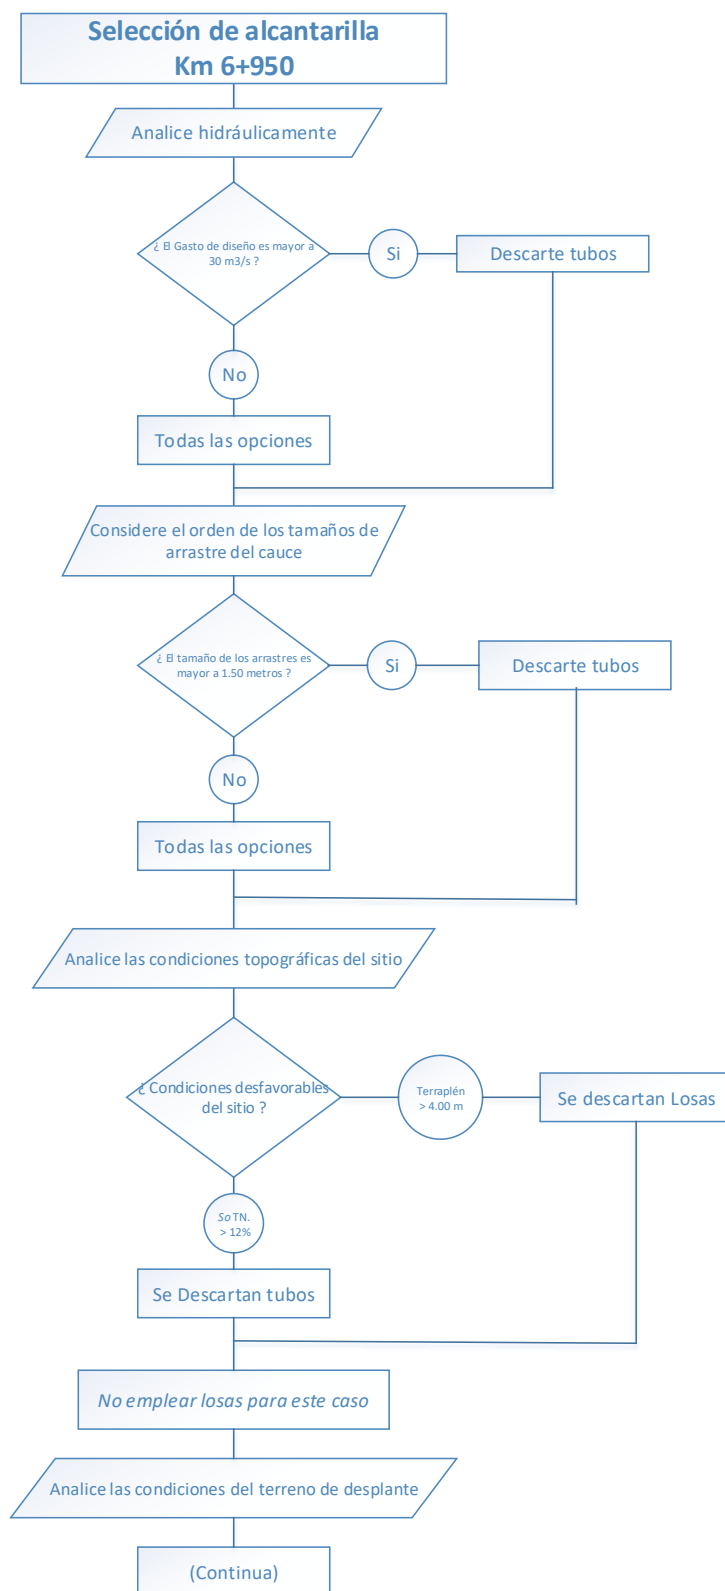 Selección de alcantarilla
Km 6+950
Analice hidráulicamente
¿ El Gasto de diseño es mayor a
30 m3/s ?
Si
Descarte tubos
No
Todas las opciones
Considere el orden de los tamaños de
arrastre del cauce
¿ El tamaño de los arrastres es
mayor a 1.50 metros ?
Si
Descarte tubos
No
Todas las opciones
Analice las condiciones topográficas del sitio
¿ Condiciones desfavorables
del sitio ?
Terraplén
> 4.00 m
Se descartan Losas
So TN.
> 12%
Se Descartan tubos
No emplear losas para este caso
Analice las condiciones del terreno de desplante
(Continua)